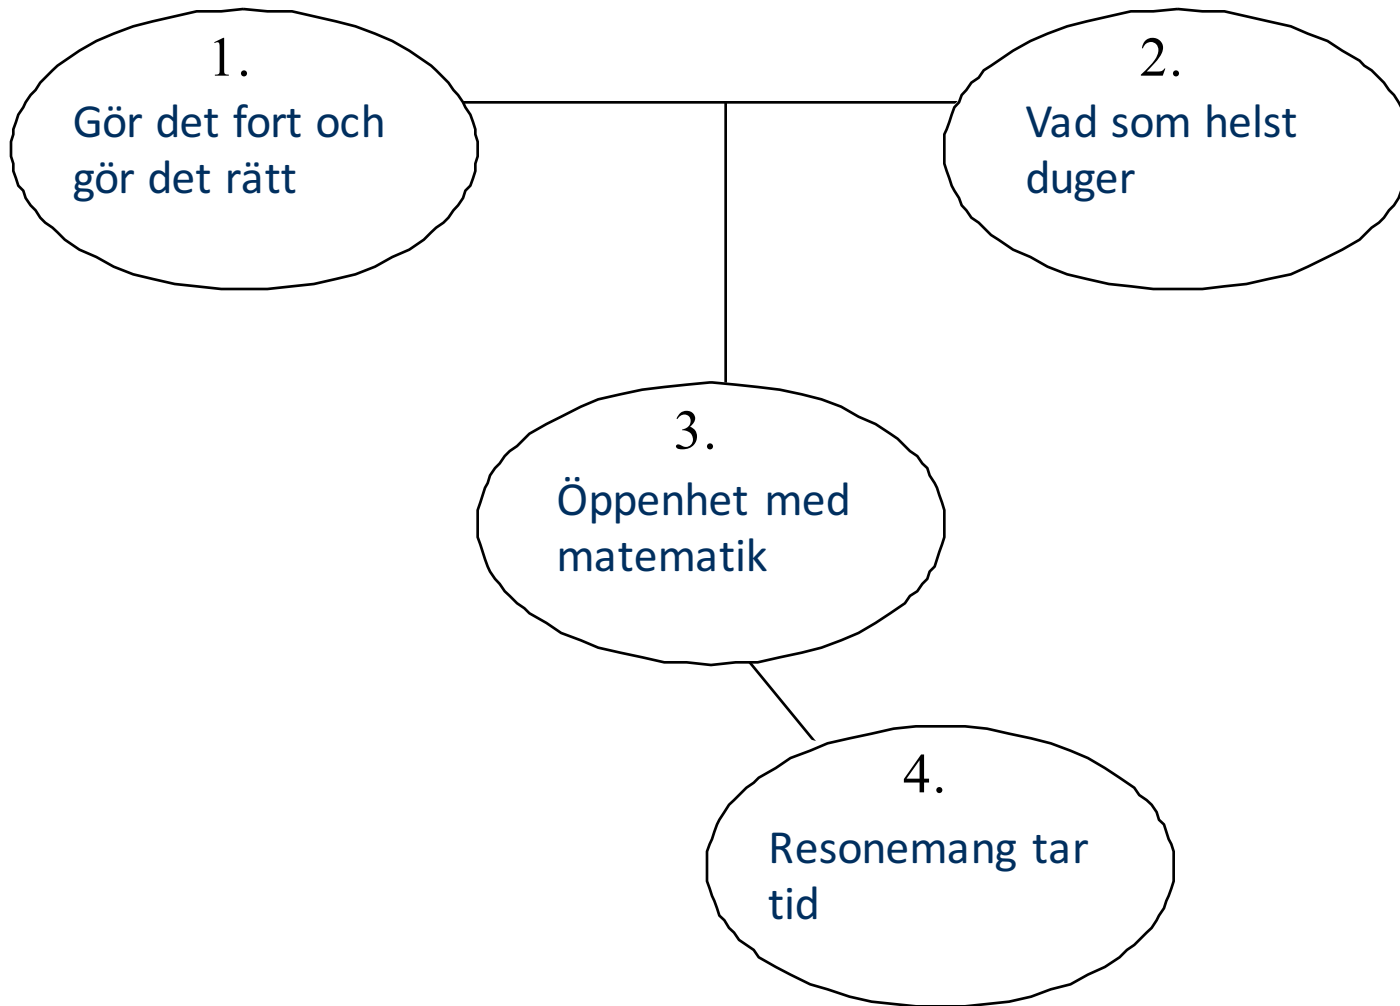 1.
Gör det fort och
gör det rätt
2.
Vad som helst
duger
3.
Öppenhet med
matematik
4.
Resonemang tar
tid